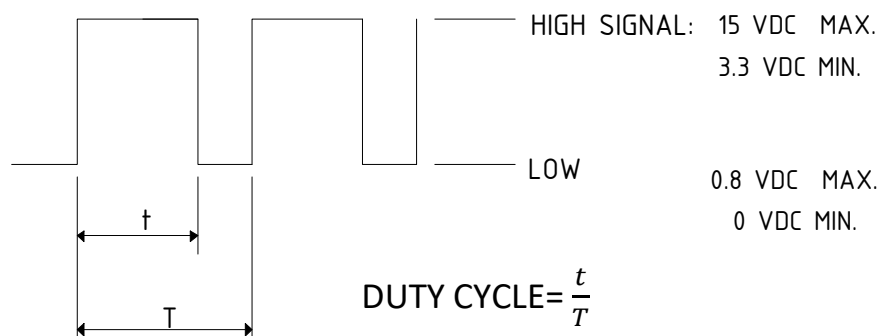 HIGH SIGNAL: 15 VDC MAX.
3.3 VDC MIN.
LOW
0.8 VDC MAX.
0 VDC MIN.
t
T
DUTY CYCLE= t/T